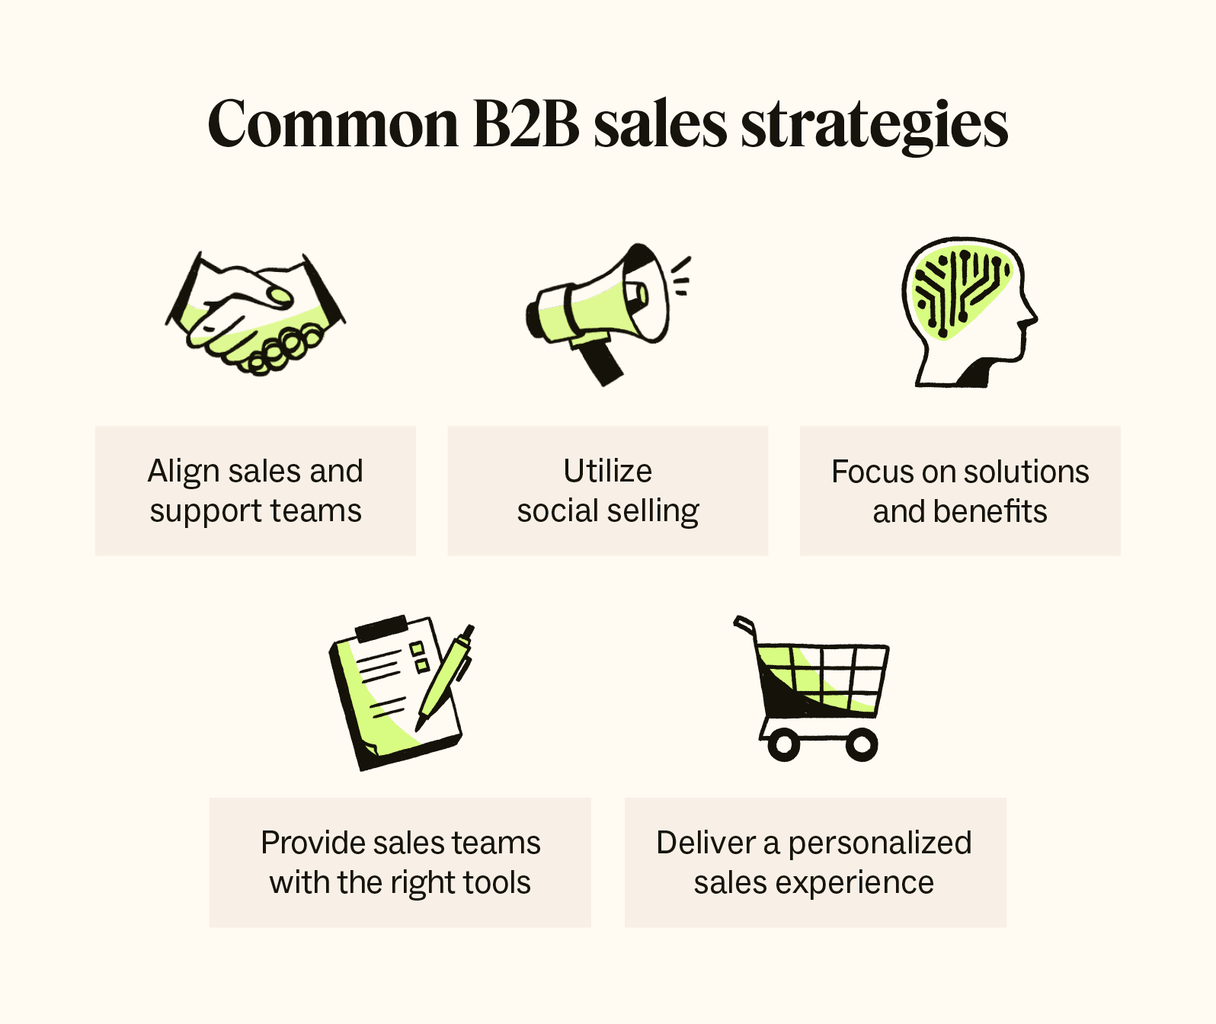 Common B2B sales strategies
Align sales and
support teams
Utilize
social selling
Focus on solutions
and benefits
Provide sales teams
with the right tools
Deliver a personalized
sales experience